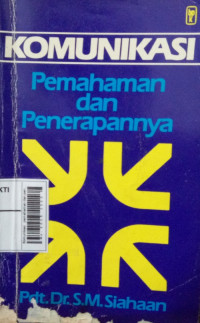 KOMUNIKASI
Pemahaman
dan
Penerapannya
Pdt. Dr. S.M. Siahaan